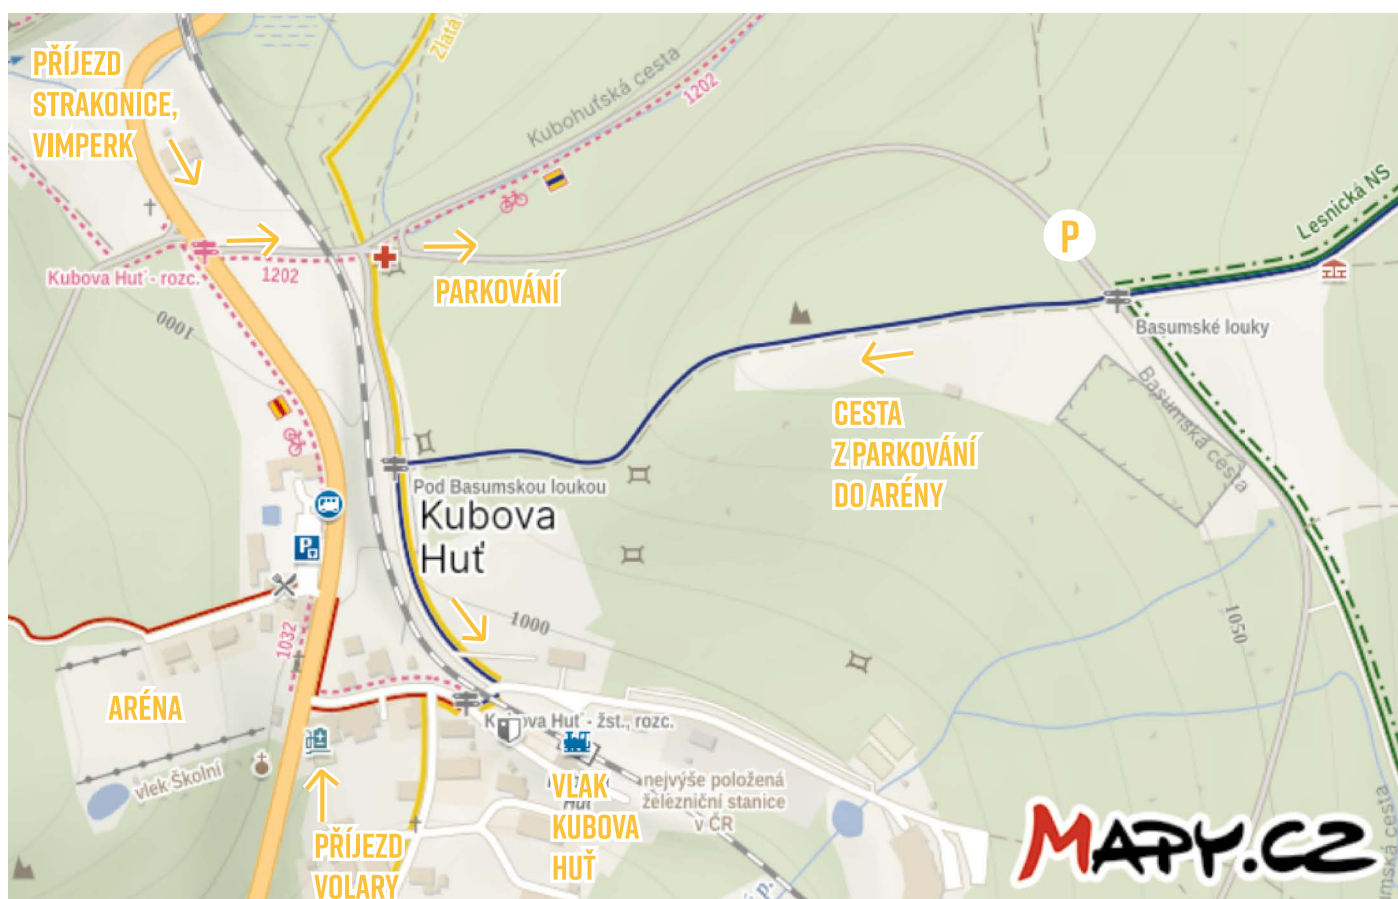 PŘÍJEZD
STRAKONICE,
VIMPERK
Zlatá
Kubohuťská cesta
1202
Lesnická NS
P
Kubova Huť - rozc.
1202
PARKOVÁNÍ
1000
Basumské louky
CESTA
Z PARKOVÁNÍ
DO ARÉNY
Basumská cesta
Pod Basumskou loukou
Kubova
Huť
P
1000
1050
1032
ARÉNA
Kubova Huť - žst., rozc.
vlek Školní
VLAK
KUBOVA
HUŤ
Huť
nejvýše položená
železniční stanice
v ČR
PŘÍJEZD
VOLARY
MAPY.CZ
p.